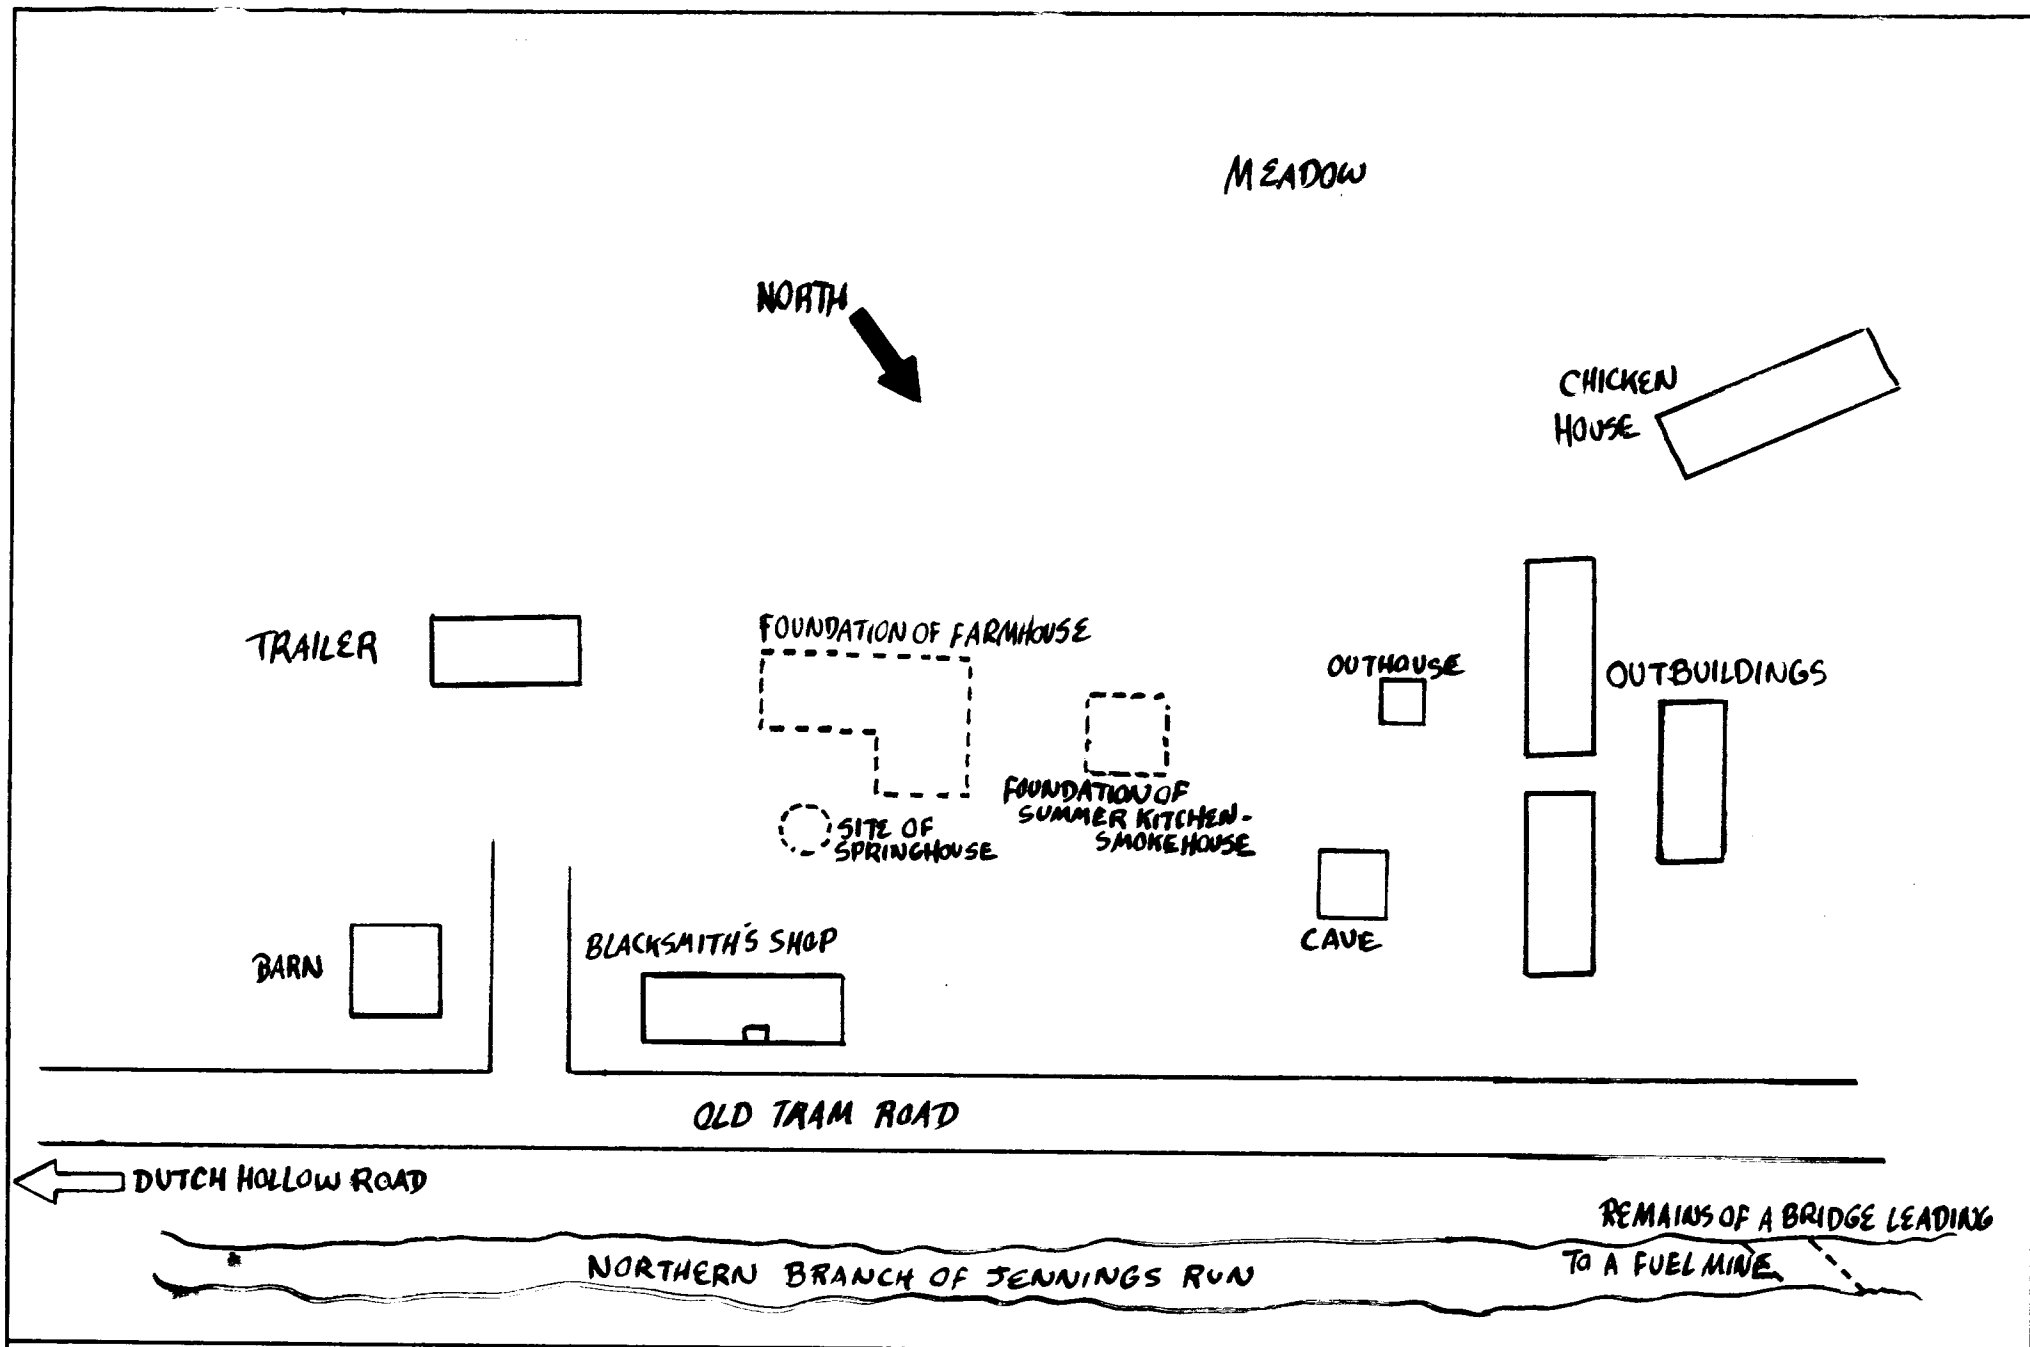 MEADOW
NORTH
CHICKEN
HOUSE
TRAILER
FOUNDATION OF FARMHOUSE
OUTHOUSE
OUTBUILDINGS
FOUNDATION OF
SUMMER KITCHEN-
SMOKEHOUSE
SITE OF
SPRINGHOUSE
BARN
BLACKSMITH'S SHOP
CAVE
OLD TRAM ROAD
DUTCH HOLLOW ROAD
REMAINS OF A BRIDGE LEADING
TO A FUEL MINE
NORTHERN BRANCH OF JENNINGS RUN